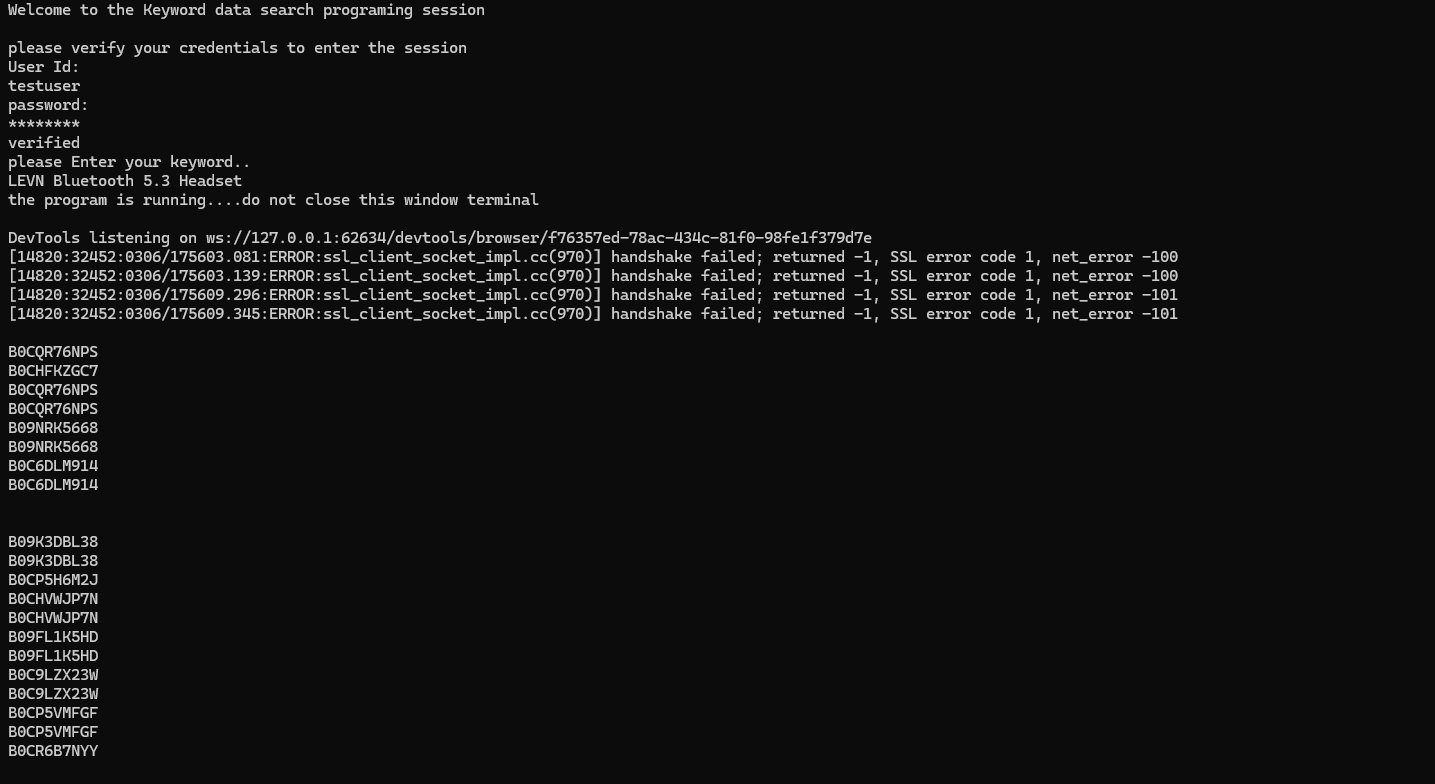 Welcome to the Keyword data search programing session
please verify your credentials to enter the session
User Id:
testuser
password:
********
verified
please Enter your keyword..
LEVN Bluetooth 5.3 Headset
the program is running....do not close this window terminal
DevTools listening on ws://127.0.0.1:62634/devtools/browser/f76357ed-78ac-434c-81f0-98fe1f379d7e
[14820:32452:0306/175603.081:ERROR:ssl_client_socket_impl.cc(970)] handshake failed; returned -1, SSL error code 1, net_error -100
[14820:32452:0306/175603.139:ERROR:ssl_client_socket_impl.cc(970)] handshake failed; returned -1, SSL error code 1, net_error -100
[14820:32452:0306/175609.296:ERROR:ssl_client_socket_impl.cc(970)] handshake failed; returned -1, SSL error code 1, net_error -101
[14820:32452:0306/175609.345:ERROR:ssl_client_socket_impl.cc(970)] handshake failed; returned -1, SSL error code 1, net_error -101
B0CQR76NPS
B0CHFKZGC7
B0CQR76NPS
B0CQR76NPS
B09NRK5668
B09NRK5668
B0C6DLM914
B0C6DLM914
B09K3DBL38
B09K3DBL38
B0CP5H6M2J
B0CHVWJP7N
B0CHVWJP7N
B09FL1K5HD
B09FL1K5HD
B0C9LZX23W
B0C9LZX23W
B0CP5VMFGF
B0CP5VMFGF
B0CR6B7NYY